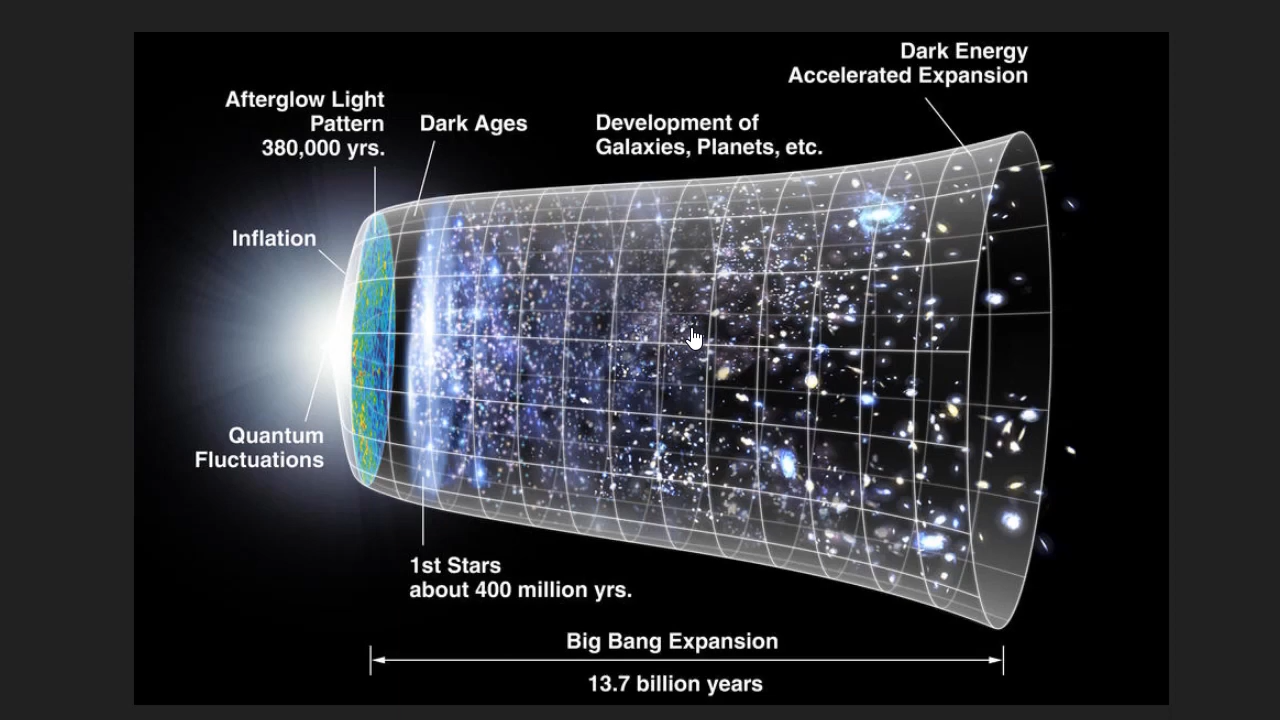 Dark Energy
Accelerated Expansion
Afterglow Light
Pattern
380,000 yrs.
Dark Ages
Development of
Galaxies, Planets, etc.
Inflation
Quantum
Fluctuations
1st Stars
about 400 million yrs.
Big Bang Expansion
13.7 billion years